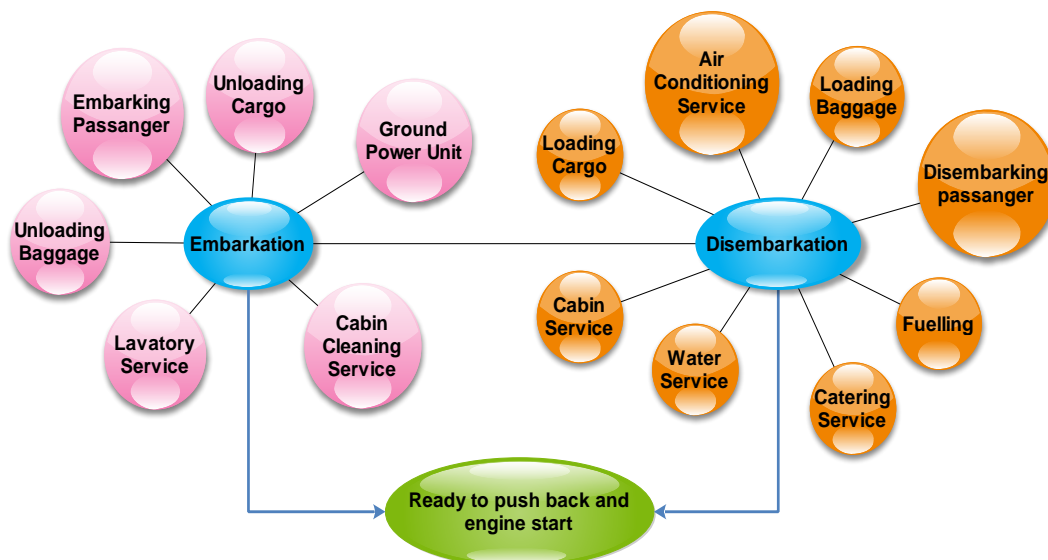 Embarking
Passanger
Unloading
Cargo
Ground
Power Unit
Unloading
Baggage
Embarkation
Lavatory
Service
Cabin
Cleaning
Service
Air
Conditioning
Service
Loading
Baggage
Loading
Cargo
Disembarking
passanger
Disembarkation
Cabin
Service
Water
Service
Catering
Service
Fuelling
Ready to push back and
engine start